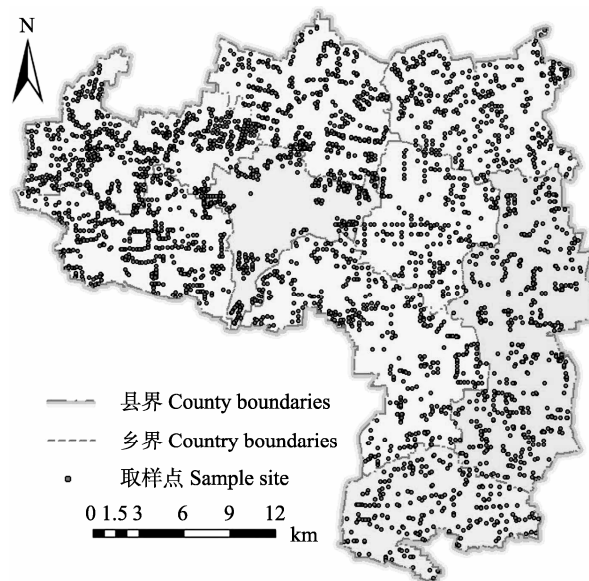 N
县界 County boundaries
乡界 Country boundaries
取样点 Sample site
0 1.5 3 6 9 12
km